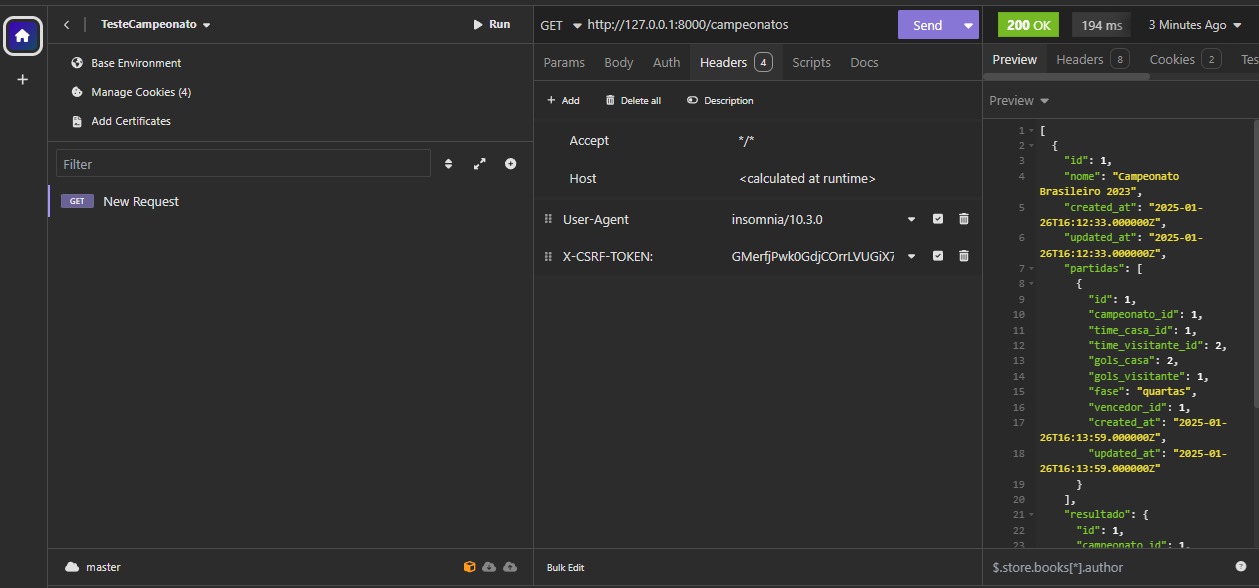 TesteCampeonato
Run
Base Environment
Manage Cookies (4)
Add Certificates
Filter
GET New Request
master
GET http://127.0.0.1:8000/campeonatos
Send
Params Body Auth Headers 4 Scripts Docs
Add Delete all Description
Accept */*
Host <calculated at runtime>
User-Agent insomnia/10.3.0
X-CSRF-TOKEN: GMerfjPwk0GdjCOrrLVUGiX7
Bulk Edit
200 OK 194 ms 3 Minutes Ago
Preview Headers 8 Cookies 2 Tes
Preview
1 [
2 {
3 "id": 1,
4 "nome": "Campeonato
Brasileiro 2023",
5 "created_at": "2025-01-
26T16:12:33.000000Z",
6 "updated_at": "2025-01-
26T16:12:33.000000Z",
7 "partidas": [
8 {
9 "id": 1,
10 "campeonato_id": 1,
11 "time_casa_id": 1,
12 "time_visitante_id": 2,
13 "gols_casa": 2,
14 "gols_visitante": 1,
15 "fase": "quartas",
16 "vencedor_id": 1,
17 "created_at": "2025-01-
26T16:13:59.000000Z",
18 "updated_at": "2025-01-
26T16:13:59.000000Z"
19 }
20 ],
21 "resultado": {
22 "id": 1,
23 "campeonato_id": 1,
$.store.books[*].author